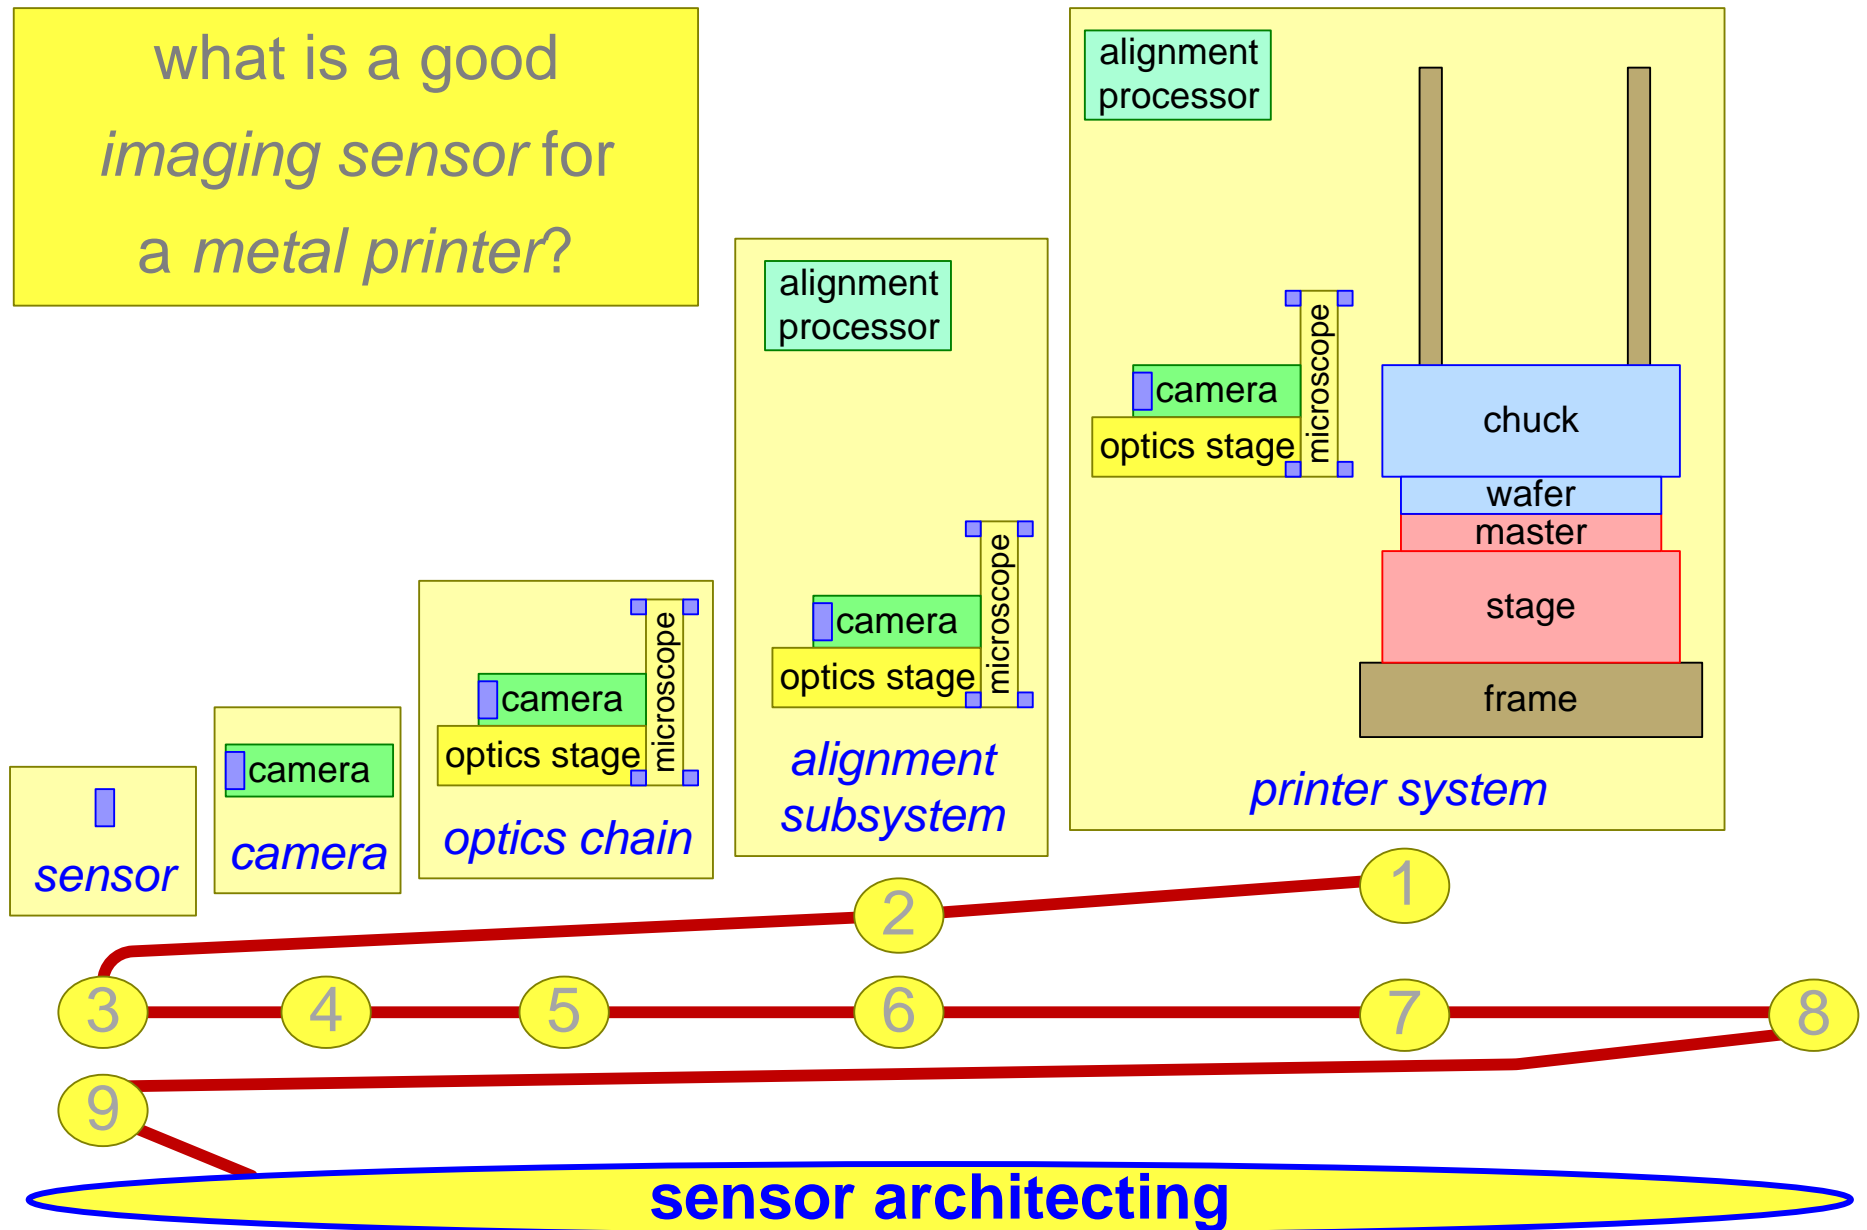 what is a good
imaging sensor for
a metal printer?
sensor
camera
camera
camera
optics stage
microscope
optics chain
alignment
processor
camera
optics stage
microscope
alignment
subsystem
alignment
processor
camera
optics stage
microscope
chuck
wafer
master
stage
frame
printer system
1
2
3
4
5
6
7
8
9
sensor architecting